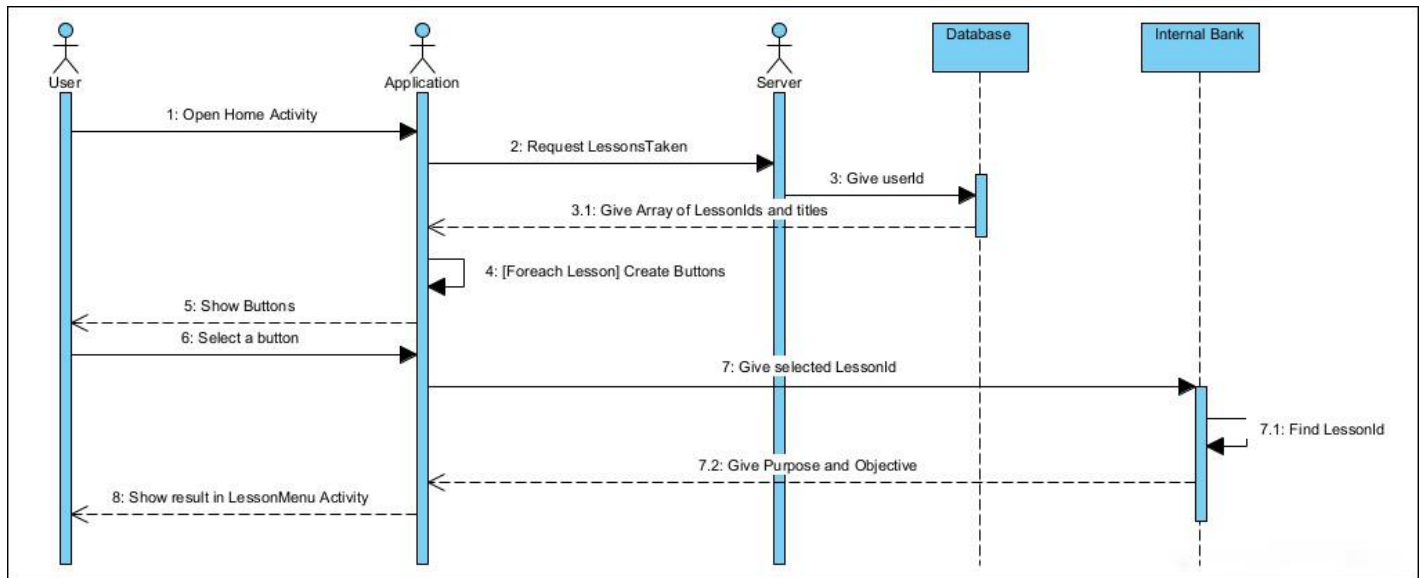 Database
Internal Bank
User
Application
Server
1: Open Home Activity
2: Request LessonsTaken
3: Give userId
3.1: Give Array of LessonIds and titles
4: [Foreach Lesson] Create Buttons
5: Show Buttons
6: Select a button
7: Give selected LessonId
7.1: Find LessonId
7.2: Give Purpose and Objective
8: Show result in LessonMenu Activity